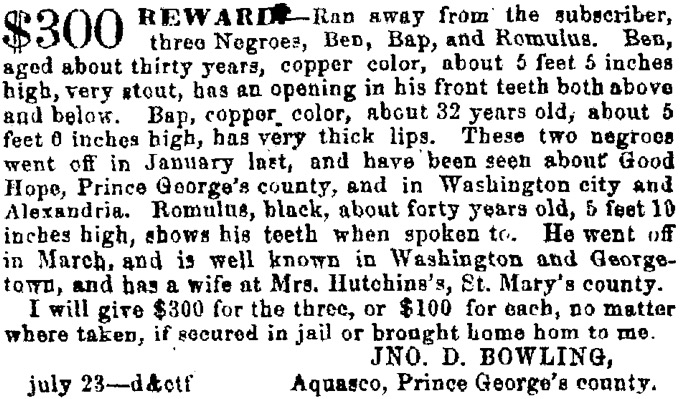 $300 REWARD—Ran away from the subscriber,
three Negroes, Ben, Bap, and Romulus. Ben,
aged about thirty years, copper color, about 5 feet 5 inches
high, very stout, has an opening in his front teeth both above
and below. Bap, copper color, about 32 years old, about 5
feet 6 inches high, has very thick lips. These two negroes
went off in January last, and have been seen about Good
Hope, Prince George's county, and in Washington city and
Alexandria. Romulus, black, about forty years old, 5 feet 10
inches high, shows his teeth when spoken to. He went off
in March, and is well known in Washington and George-
town, and has a wife at Mrs. Hutchins's, St. Mary's county.
I will give $300 for the three, or $100 for each, no matter
where taken, if secured in jail or brought home hom to me.
JNO. D. BOWLING,
july 23—d&ctf Aquasco, Prince George's county.